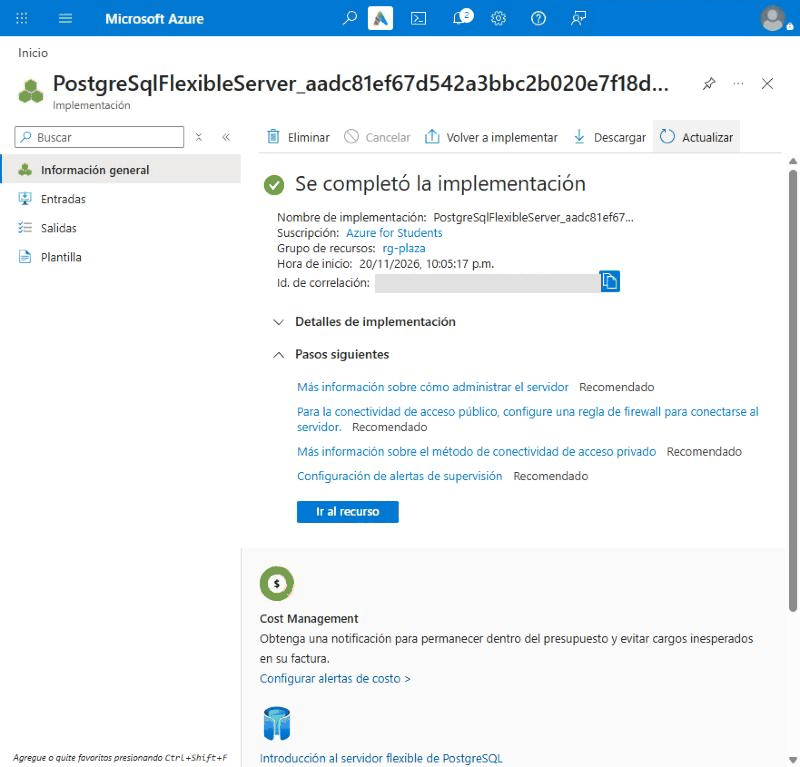 Microsoft Azure
2
Inicio
PostgreSqlFlexibleServer_aadc81ef67d542a3bbc2b020e7f18d...
Implementación
Buscar
Eliminar
Cancelar
Volver a implementar
Descargar
Actualizar
Información general
Entradas
Salidas
Plantilla
Se completó la implementación
Nombre de implementación: PostgreSqlFlexibleServer_aadc81ef67...
Suscripción: Azure for Students
Grupo de recursos: rg-plaza
Hora de inicio: 20/11/2026, 10:05:17 p.m.
Id. de correlación:
Detalles de implementación
Pasos siguientes
Más información sobre cómo administrar el servidor Recomendado
Para la conectividad de acceso público, configure una regla de firewall para conectarse al
servidor. Recomendado
Más información sobre el método de conectividad de acceso privado Recomendado
Configuración de alertas de supervisión Recomendado
Ir al recurso
$
Cost Management
Obtenga una notificación para permanecer dentro del presupuesto y evitar cargos inesperados
en su factura.
Configurar alertas de costo >
Introducción al servidor flexible de PostgreSQL
Agregue o quite favoritos presionando Ctrl+Shift+F